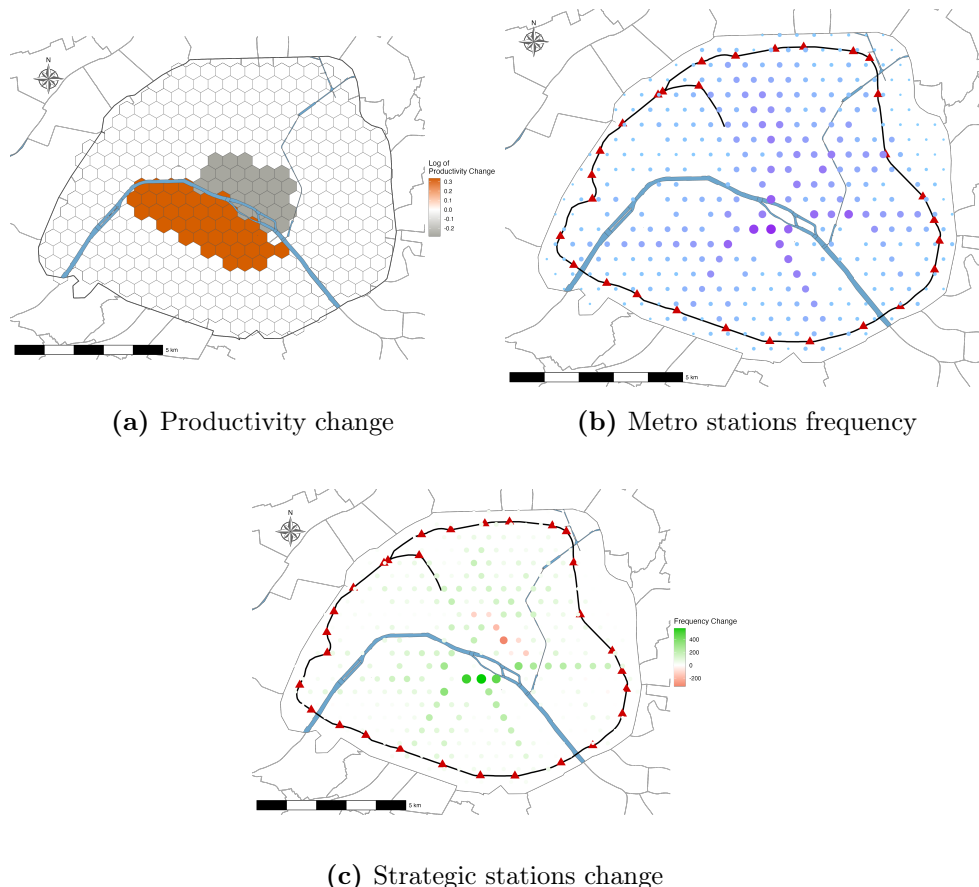 N
Log of
Productivity Change
0.3
0.2
0.1
0.0
-0.1
-0.2
5 km
(a) Productivity change
N
5 km
(b) Metro stations frequency
N
Frequency Change
400
200
0
-200
5 km
(c) Strategic stations change